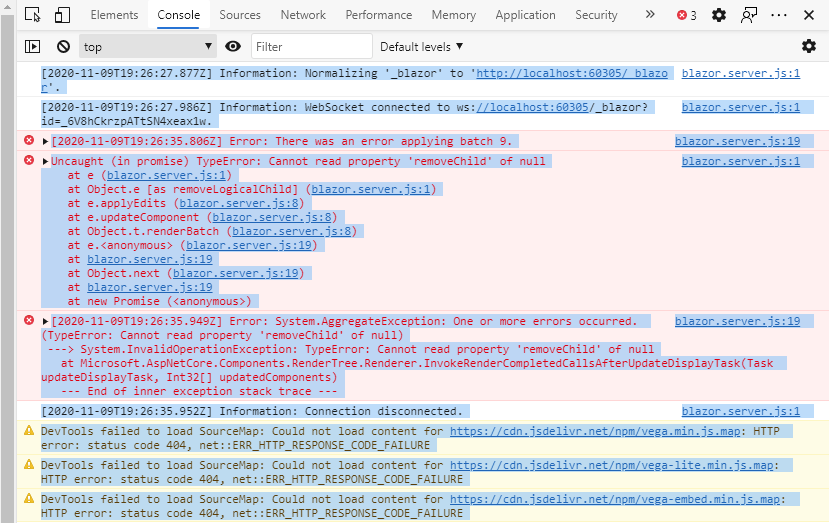 Elements Console Sources Network Performance Memory Application Security » 3
top Filter Default levels
[2020-11-09T19:26:27.877Z] Information: Normalizing '_blazor' to 'http://localhost:60305/_blazo blazor.server.js:1
r'.
[2020-11-09T19:26:27.986Z] Information: WebSocket connected to ws://localhost:60305/_blazor? blazor.server.js:1
id=_6V8hCkrzpATtSN4xeax1w.
[2020-11-09T19:26:35.806Z] Error: There was an error applying batch 9. blazor.server.js:19
Uncaught (in promise) TypeError: Cannot read property 'removeChild' of null blazor.server.js:1
at e (blazor.server.js:1)
at Object.e [as removeLogicalChild] (blazor.server.js:1)
at e.applyEdits (blazor.server.js:8)
at e.updateComponent (blazor.server.js:8)
at Object.t.renderBatch (blazor.server.js:8)
at e.<anonymous> (blazor.server.js:19)
at blazor.server.js:19
at Object.next (blazor.server.js:19)
at blazor.server.js:19
at new Promise (<anonymous>)
[2020-11-09T19:26:35.949Z] Error: System.AggregateException: One or more errors occurred. blazor.server.js:19
(TypeError: Cannot read property 'removeChild' of null)
---> System.InvalidOperationException: TypeError: Cannot read property 'removeChild' of null
at Microsoft.AspNetCore.Components.RenderTree.Renderer.InvokeRenderCompletedCallsAfterUpdateDisplayTask(Task
updateDisplayTask, Int32[] updatedComponents)
--- End of inner exception stack trace ---
[2020-11-09T19:26:35.952Z] Information: Connection disconnected. blazor.server.js:1
DevTools failed to load SourceMap: Could not load content for https://cdn.jsdelivr.net/npm/vega.min.js.map: HTTP
error: status code 404, net::ERR_HTTP_RESPONSE_CODE_FAILURE
DevTools failed to load SourceMap: Could not load content for https://cdn.jsdelivr.net/npm/vega-lite.min.js.map:
HTTP error: status code 404, net::ERR_HTTP_RESPONSE_CODE_FAILURE
DevTools failed to load SourceMap: Could not load content for https://cdn.jsdelivr.net/npm/vega-embed.min.js.map:
HTTP error: status code 404, net::ERR_HTTP_RESPONSE_CODE_FAILURE